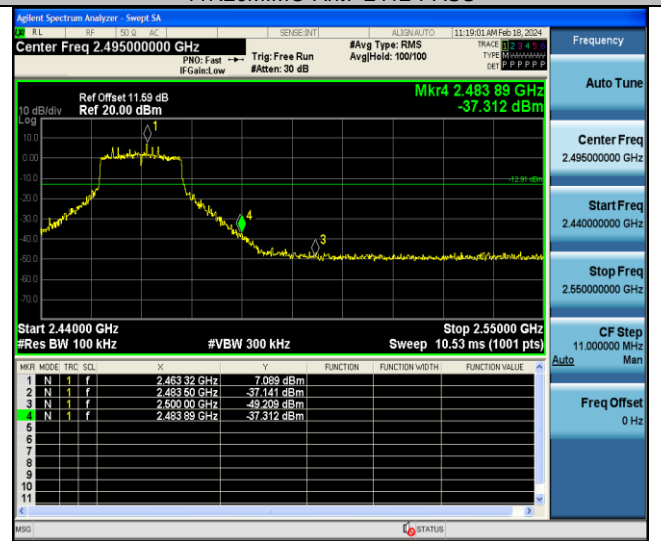 Agilent Spectrum Analyzer - Swept SA
RL RF 50 Ω AC SENSE:INT ALIGNAUTO 11:19:01 AM Feb 18, 2024
Center Freq 2.495000000 GHz
PNO: Fast
IFGain:Low
Trig: Free Run
#Atten: 30 dB
#Avg Type: RMS
Avg|Hold: 100/100
TRACE 1 2 3 4 5 6
TYPE
DET P P P P P P
Ref Offset 11.59 dB
10 dB/div Ref 20.00 dBm
Mkr4 2.483 89 GHz
-37.312 dBm
Log
10.0
0.00
-10.0
-20.0
-30.0
-40.0
-50.0
-60.0
-70.0
1
4
3
-12.91 dBm
Start 2.44000 GHz Stop 2.55000 GHz
#Res BW 100 kHz #VBW 300 kHz Sweep 10.53 ms (1001 pts)
MKR MODE TRC SCL X Y FUNCTION FUNCTION WIDTH FUNCTION VALUE
1 N 1 f 2.463 32 GHz 7.089 dBm
2 N 1 f 2.483 50 GHz -37.141 dBm
3 N 1 f 2.500 00 GHz -49.209 dBm
4 N 1 f 2.483 89 GHz -37.312 dBm
5
6
7
8
9
10
11
MSG STATUS
Frequency
Auto Tune
Center Freq
2.495000000 GHz
Start Freq
2.440000000 GHz
Stop Freq
2.550000000 GHz
CF Step
11.000000 MHz
Auto Man
Freq Offset
0 Hz